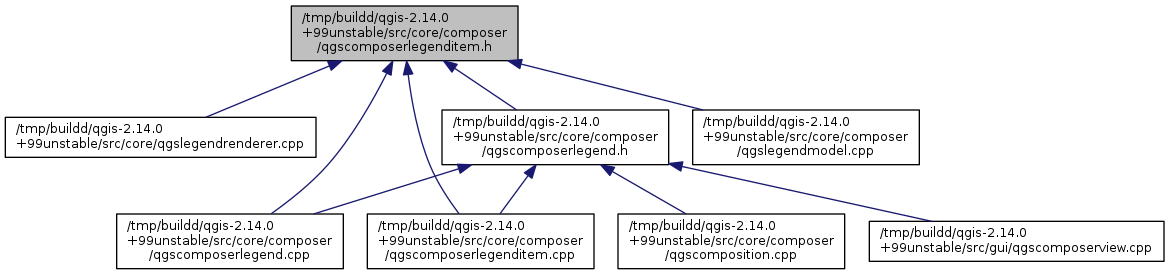 /tmp/buildd/qgis-2.14.0
+99unstable/src/core/composer
/qgscomposerlegenditem.h
/tmp/buildd/qgis-2.14.0
+99unstable/src/core/qgslegendrenderer.cpp
/tmp/buildd/qgis-2.14.0
+99unstable/src/core/composer
/qgscomposerlegend.h
/tmp/buildd/qgis-2.14.0
+99unstable/src/core/composer
/qgslegendmodel.cpp
/tmp/buildd/qgis-2.14.0
+99unstable/src/core/composer
/qgscomposerlegend.cpp
/tmp/buildd/qgis-2.14.0
+99unstable/src/core/composer
/qgscomposerlegenditem.cpp
/tmp/buildd/qgis-2.14.0
+99unstable/src/core/composer
/qgscomposition.cpp
/tmp/buildd/qgis-2.14.0
+99unstable/src/gui/qgscomposerview.cpp